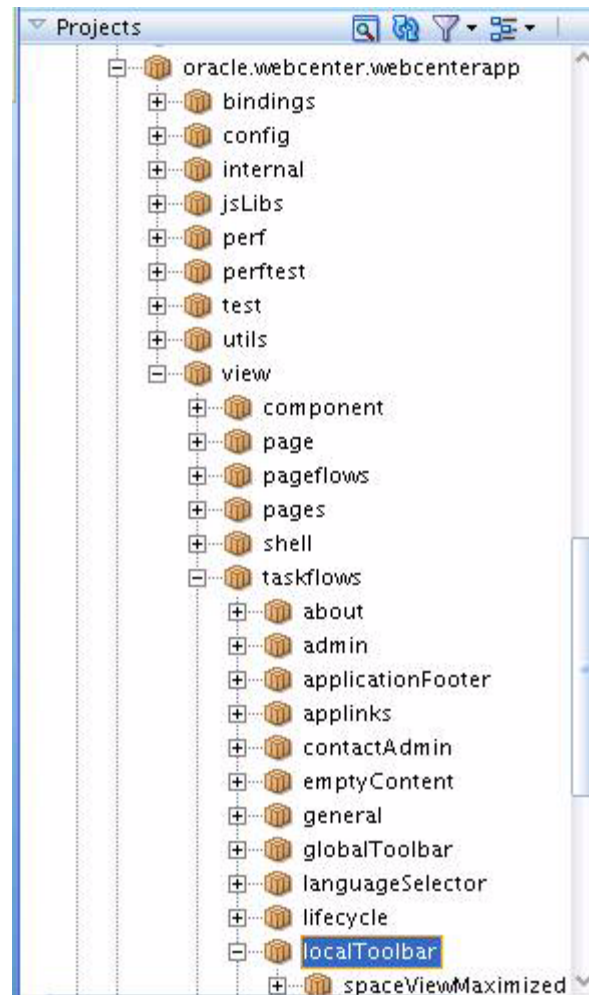 Projects
oracle.webcenter.webcenterapp
bindings
config
internal
jsLibs
perf
perftest
test
utils
view
component
page
pageflows
pages
shell
taskflows
about
admin
applicationFooter
applinks
contactAdmin
emptyContent
general
globalToolbar
languageSelector
lifecycle
localToolbar
spaceViewMaximized